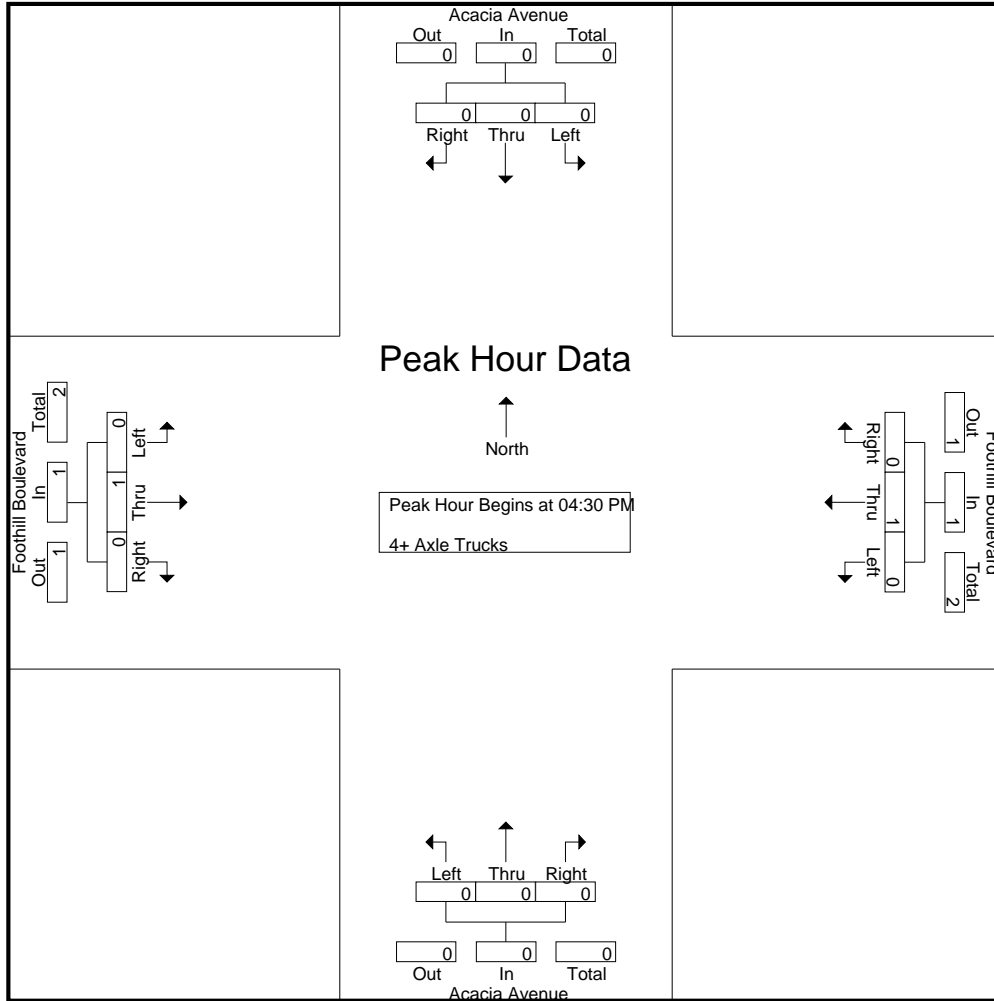 Acacia Avenue
Out In Total
0 0 0
0 0 0
Right Thru Left
Peak Hour Data
North
Peak Hour Begins at 04:30 PM
4+ Axle Trucks
Foothill Boulevard
Out In Total
1 1 2
0 1 0
Left Thru Right
Foothill Boulevard
Out In Total
1 1 2
0 1 0
Right Thru Left
Left Thru Right
0 0 0
0 0 0
Out In Total
Acacia Avenue